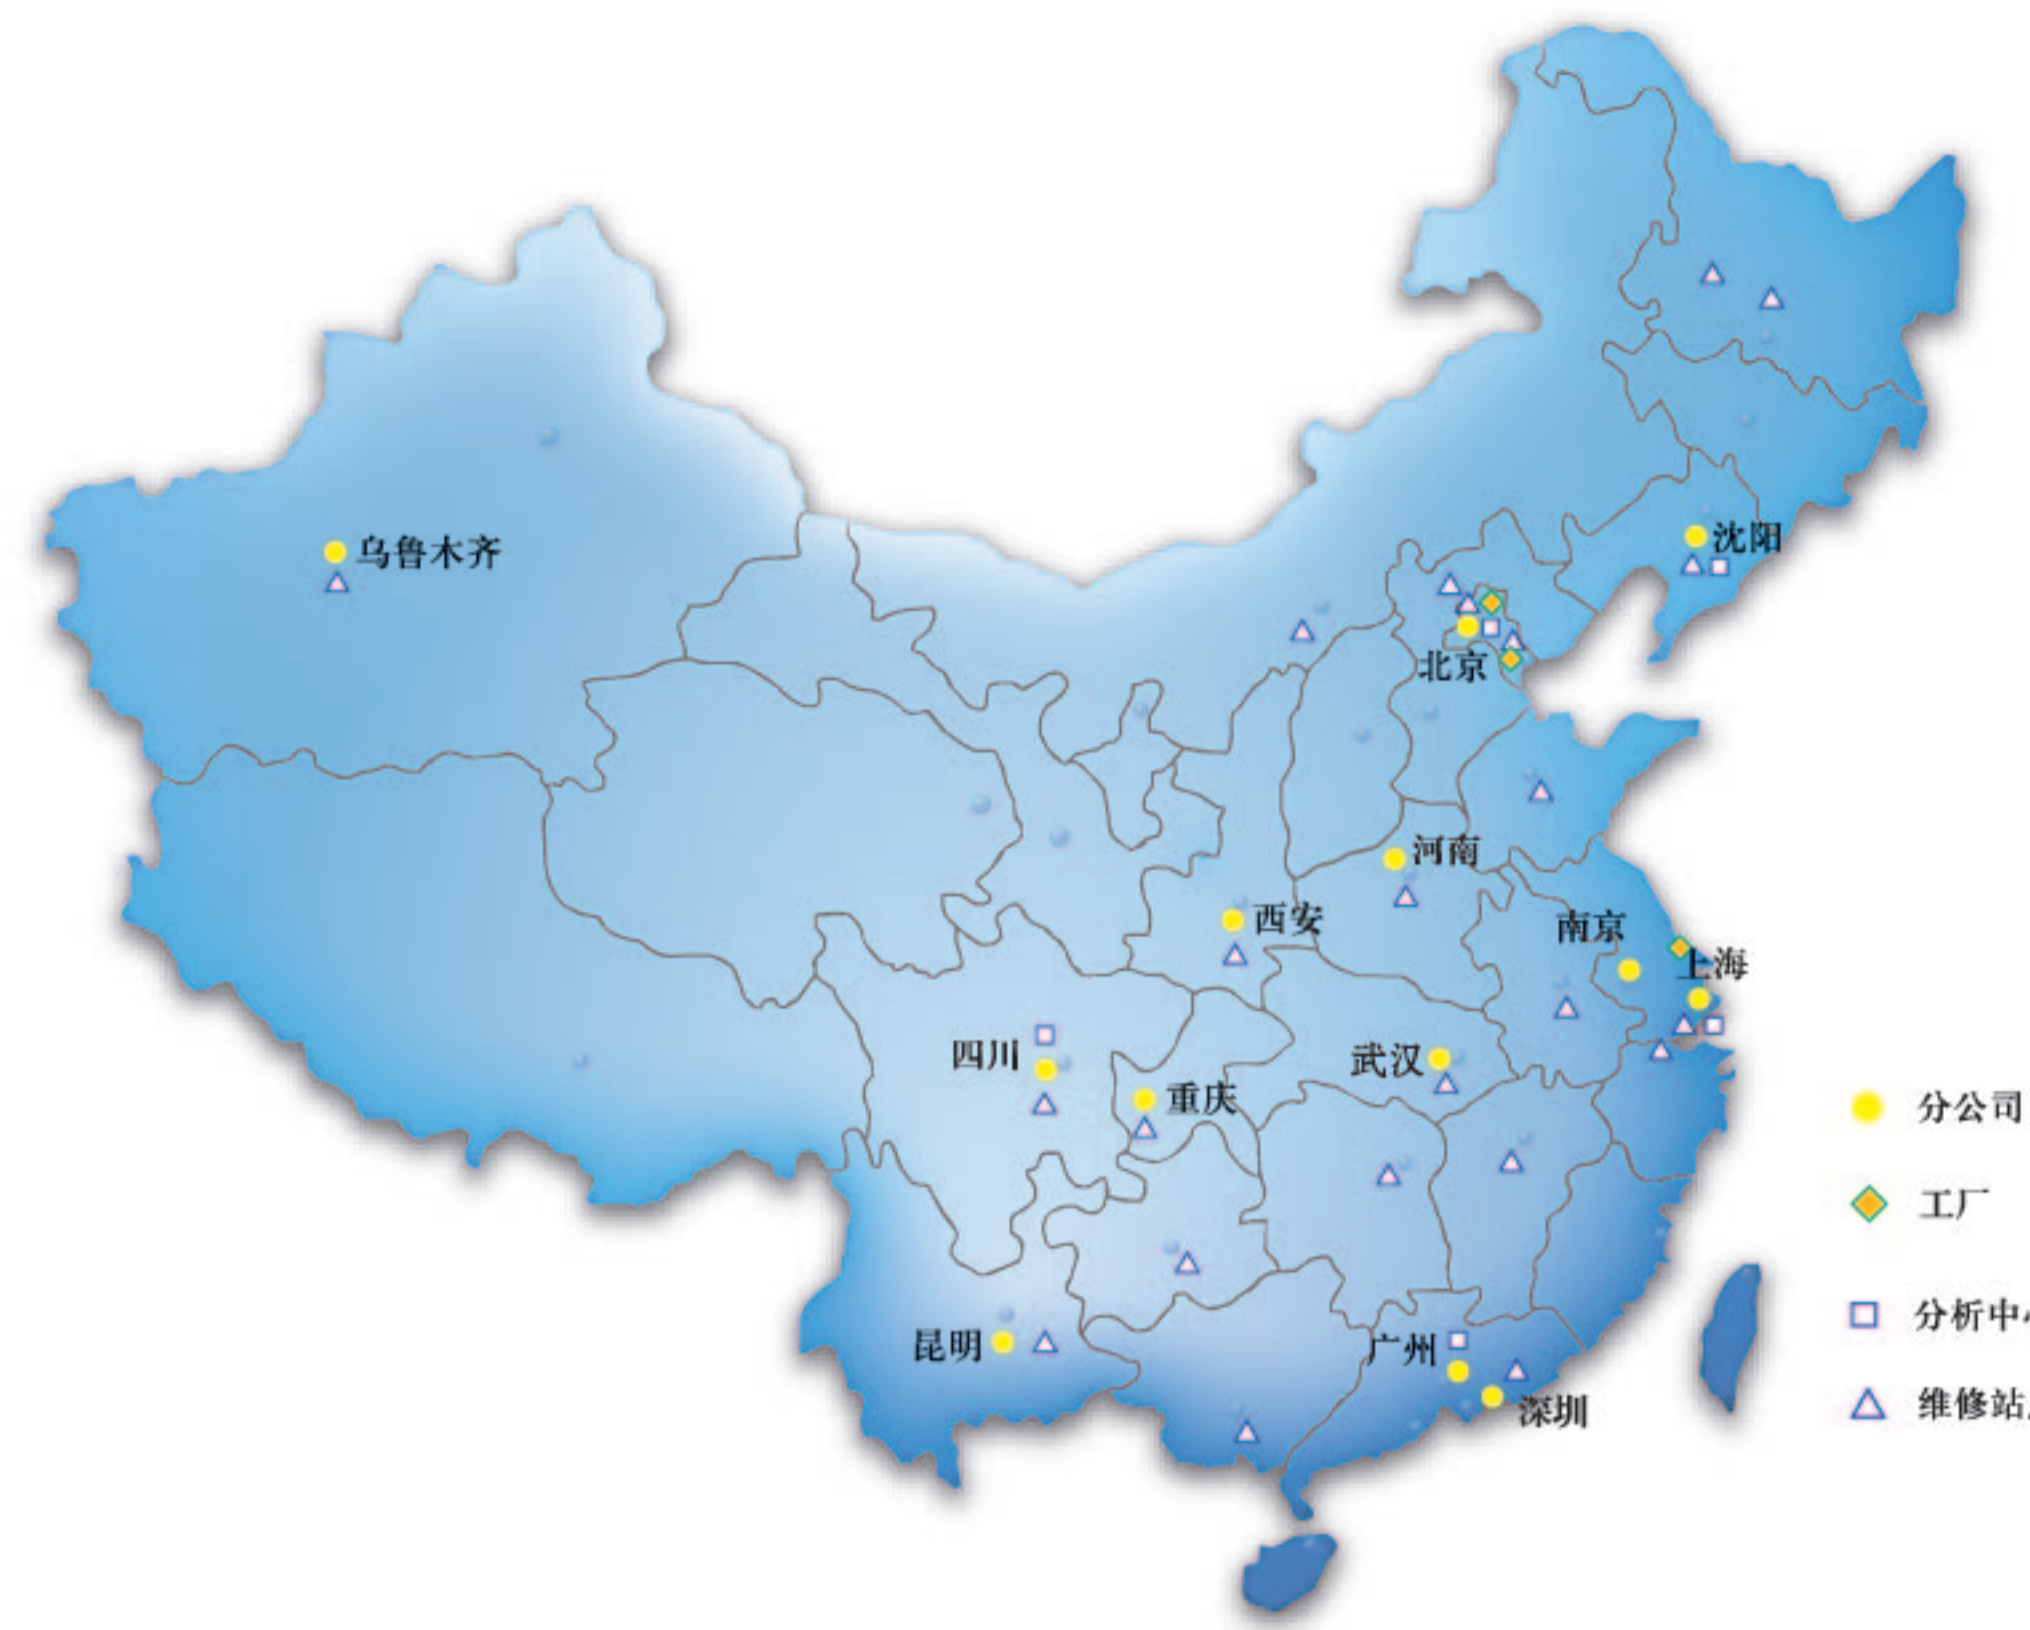 沈阳
乌鲁木齐
北京
河南
西安
南京
上海
四川
武汉
重庆
分公司
工厂
昆明
广州
分析中
深圳
维修站